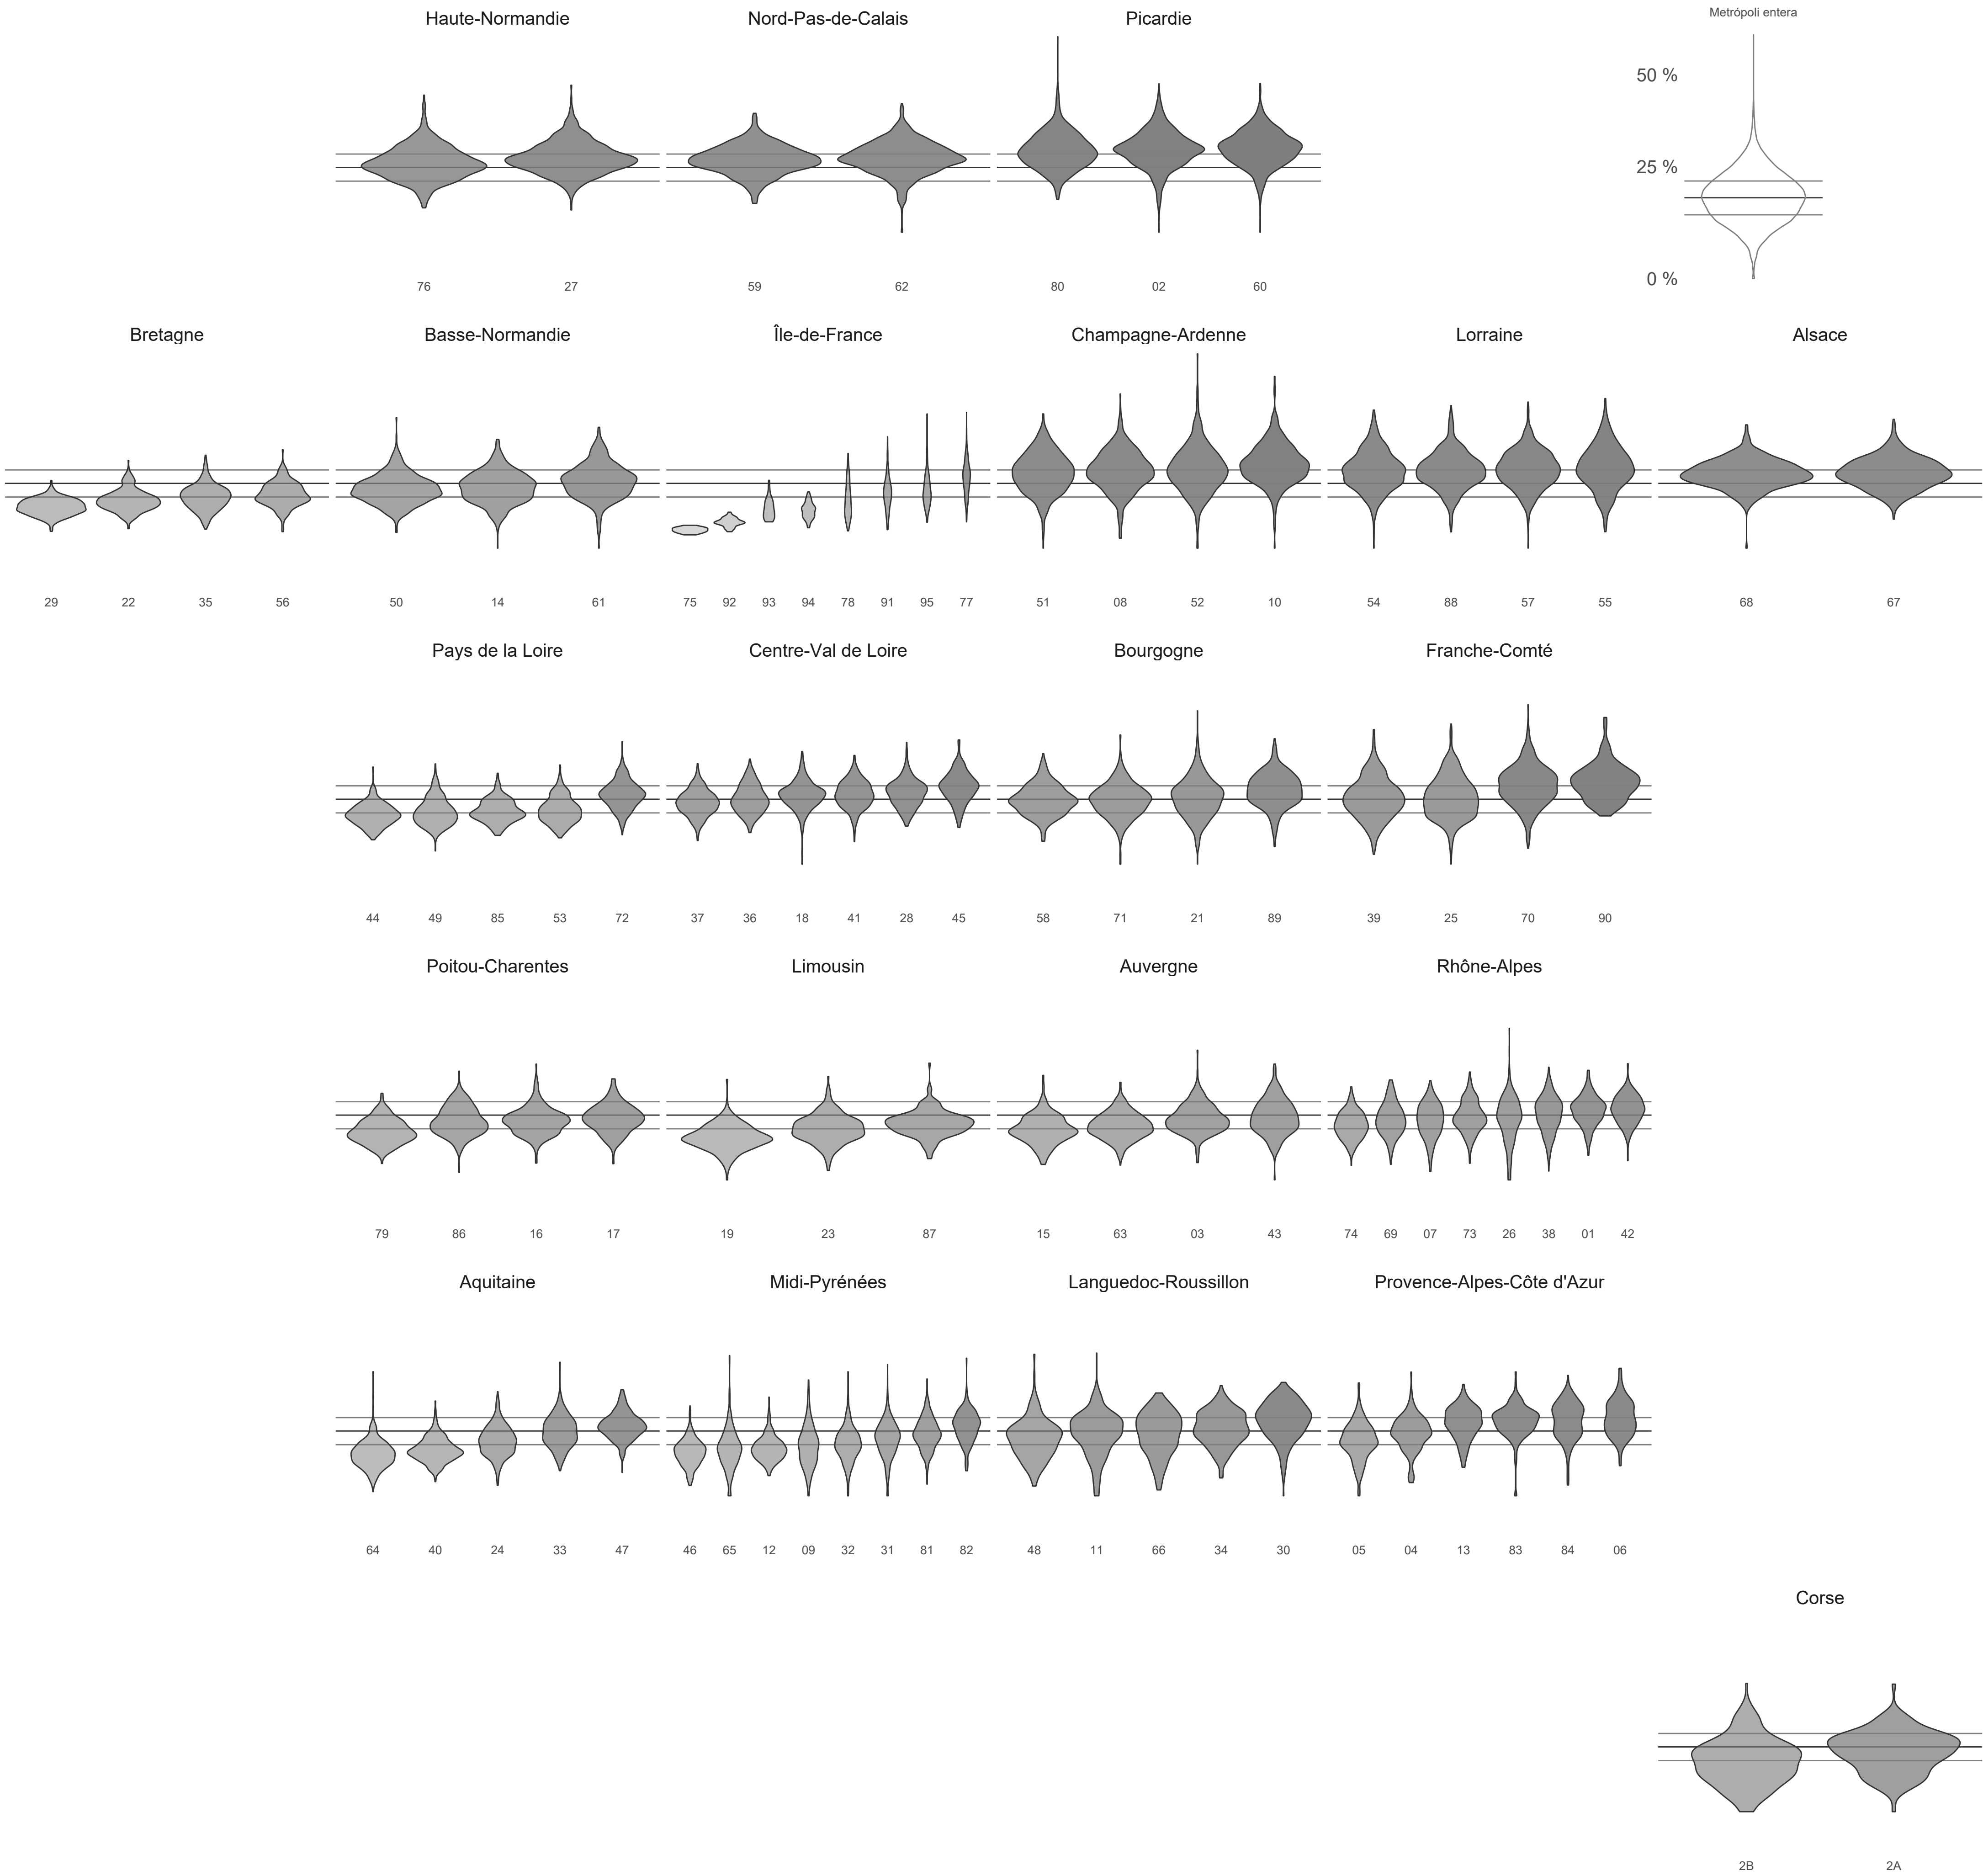 Haute-Normandie
Nord-Pas-de-Calais
Picardie
Metrópoli entera
50 %
25 %
0 %
76 27
59 62
80 02 60
Bretagne
Basse-Normandie
Île-de-France
Champagne-Ardenne
Lorraine
Alsace
29 22 35 56
50 14 61
75 92 93 94 78 91 95 77
51 08 52 10
54 88 57 55
68 67
Pays de la Loire
Centre-Val de Loire
Bourgogne
Franche-Comté
44 49 85 53 72
37 36 18 41 28 45
58 71 21 89
39 25 70 90
Poitou-Charentes
Limousin
Auvergne
Rhône-Alpes
79 86 16 17
19 23 87
15 63 03 43
74 69 07 73 26 38 01 42
Aquitaine
Midi-Pyrénées
Languedoc-Roussillon
Provence-Alpes-Côte d'Azur
64 40 24 33 47
46 65 12 09 32 31 81 82
48 11 66 34 30
05 04 13 83 84 06
Corse
2B 2A